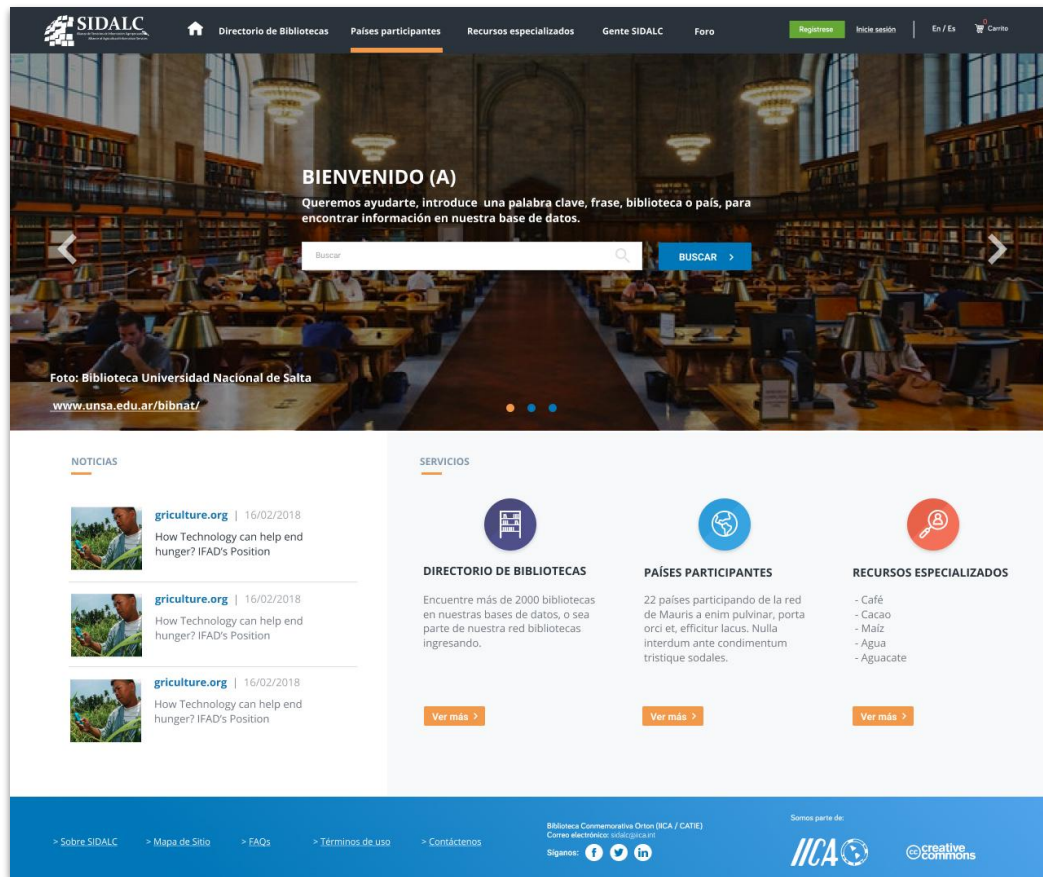 SIDALC
Directorio de Bibliotecas
Países participantes
Recursos especializados
Gente SIDALC
Foro
Regístrese
Inicie sesión
En / Es
0
Carrito
BIENVENIDO (A)
Queremos ayudarte, introduce una palabra clave, frase, biblioteca o país, para
encontrar información en nuestra base de datos.
Buscar
BUSCAR >
Foto: Biblioteca Universidad Nacional de Salta
www.unsa.edu.ar/bibnat/
NOTICIAS
griculture.org | 16/02/2018
How Technology can help end
hunger? IFAD's Position
griculture.org | 16/02/2018
How Technology can help end
hunger? IFAD's Position
griculture.org | 16/02/2018
How Technology can help end
hunger? IFAD's Position
SERVICIOS
DIRECTORIO DE BIBLIOTECAS
Encuentre más de 2000 bibliotecas
en nuestras bases de datos, o sea
parte de nuestra red bibliotecas
ingresando.
Ver más >
PAÍSES PARTICIPANTES
22 países participando de la red
de Mauris a enim pulvinar, porta
orci et, efficitur lacus. Nulla
interdum ante condimentum
tristique sodales.
Ver más >
RECURSOS ESPECIALIZADOS
- Café
- Cacao
- Maíz
- Agua
- Aguacate
Ver más >
> Sobre SIDALC
> Mapa de Sitio
> FAQs
> Términos de uso
> Contáctenos
Biblioteca Conmemorativa Orton (IICA / CATIE)
Correo electrónico: sidalc@iica.int
Síganos:
Somos parte de:
IICA
cc creative
commons